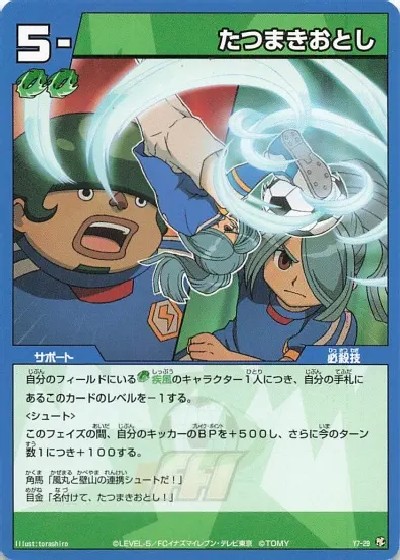 5-
たつまきおとし
サポート
必殺技
自分のフィールドにいる疾風のキャラクター1人につき、自分の手札に
あるこのカードのレベルを-1する。
<シュート>
このフェイズの間、自分のキッカーのBPを+500し、さらに今のターン
数1につき+100する。
角馬「風丸と壁山の連携シュートだ!」
目金「名付けて、たつまきおとし!」
Illust:torashiro
©LEVEL-5/FCイナズマイレブン・テレビ東京 ©TOMY
Y7-29